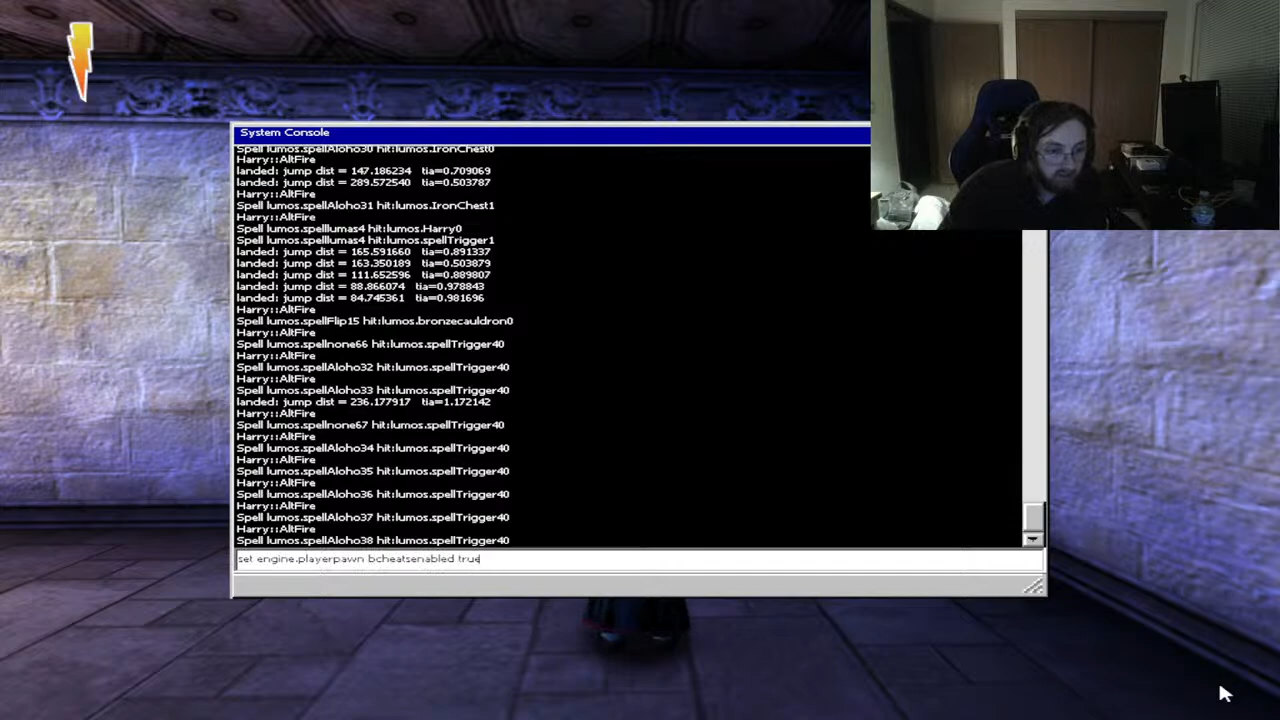 System Console
Spell lumos.spellAloho30 hit:lumos.IronChest0
Harry::AltFire
landed: jump dist = 147.186234 tia=0.709069
landed: jump dist = 289.572540 tia=0.503787
Harry::AltFire
Spell lumos.spellAloho31 hit:lumos.IronChest1
Harry::AltFire
Spell lumos.spelllumas4 hit:lumos.Harry0
Spell lumos.spelllumas4 hit:lumos.spellTrigger1
landed: jump dist = 165.591660 tia=0.891337
landed: jump dist = 163.350189 tia=0.503879
landed: jump dist = 111.652596 tia=0.889807
landed: jump dist = 88.866074 tia=0.978843
landed: jump dist = 84.745361 tia=0.981696
Harry::AltFire
Spell lumos.spellFlip15 hit:lumos.bronzecauldron0
Harry::AltFire
Spell lumos.spellnone66 hit:lumos.spellTrigger40
Harry::AltFire
Spell lumos.spellAloho32 hit:lumos.spellTrigger40
Harry::AltFire
Spell lumos.spellAloho33 hit:lumos.spellTrigger40
landed: jump dist = 236.177917 tia=1.172142
Harry::AltFire
Spell lumos.spellnone67 hit:lumos.spellTrigger40
Harry::AltFire
Spell lumos.spellAloho34 hit:lumos.spellTrigger40
Harry::AltFire
Spell lumos.spellAloho35 hit:lumos.spellTrigger40
Harry::AltFire
Spell lumos.spellAloho36 hit:lumos.spellTrigger40
Harry::AltFire
Spell lumos.spellAloho37 hit:lumos.spellTrigger40
Harry::AltFire
Spell lumos.spellAloho38 hit:lumos.spellTrigger40
set engine.playerpawn bcheatsenabled true